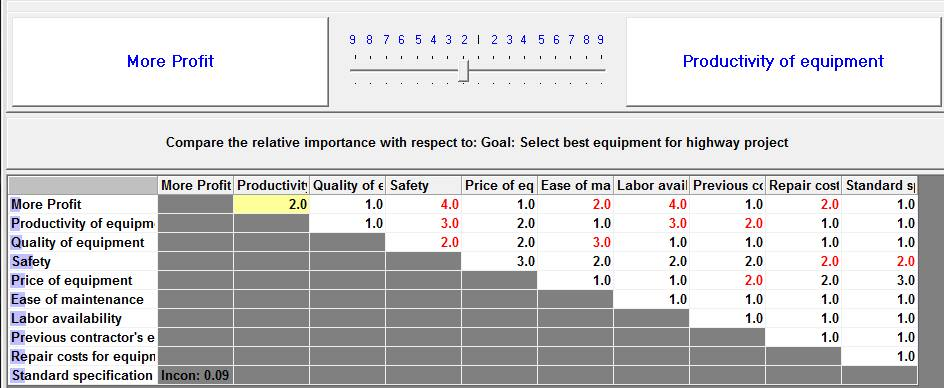 9 8 7 6 5 4 3 2 1 2 3 4 5 6 7 8 9
More Profit
Productivity of equipment
Compare the relative importance with respect to: Goal: Select best equipment for highway project
More Profit Productivity Quality of e Safety Price of eq Ease of ma Labor avail Previous co Repair cost Standard s
More Profit 2.0 1.0 4.0 1.0 2.0 4.0 1.0 2.0 1.0
Productivity of equipm 1.0 3.0 2.0 1.0 3.0 2.0 1.0 1.0
Quality of equipment 2.0 2.0 3.0 1.0 1.0 1.0 1.0
Safety 3.0 2.0 2.0 2.0 2.0 2.0
Price of equipment 1.0 1.0 2.0 2.0 3.0
Ease of maintenance 1.0 1.0 1.0 1.0
Labor availability 1.0 1.0 1.0
Previous contractor's e 1.0 1.0
Repair costs for equipn 1.0
Standard specification Incon: 0.09